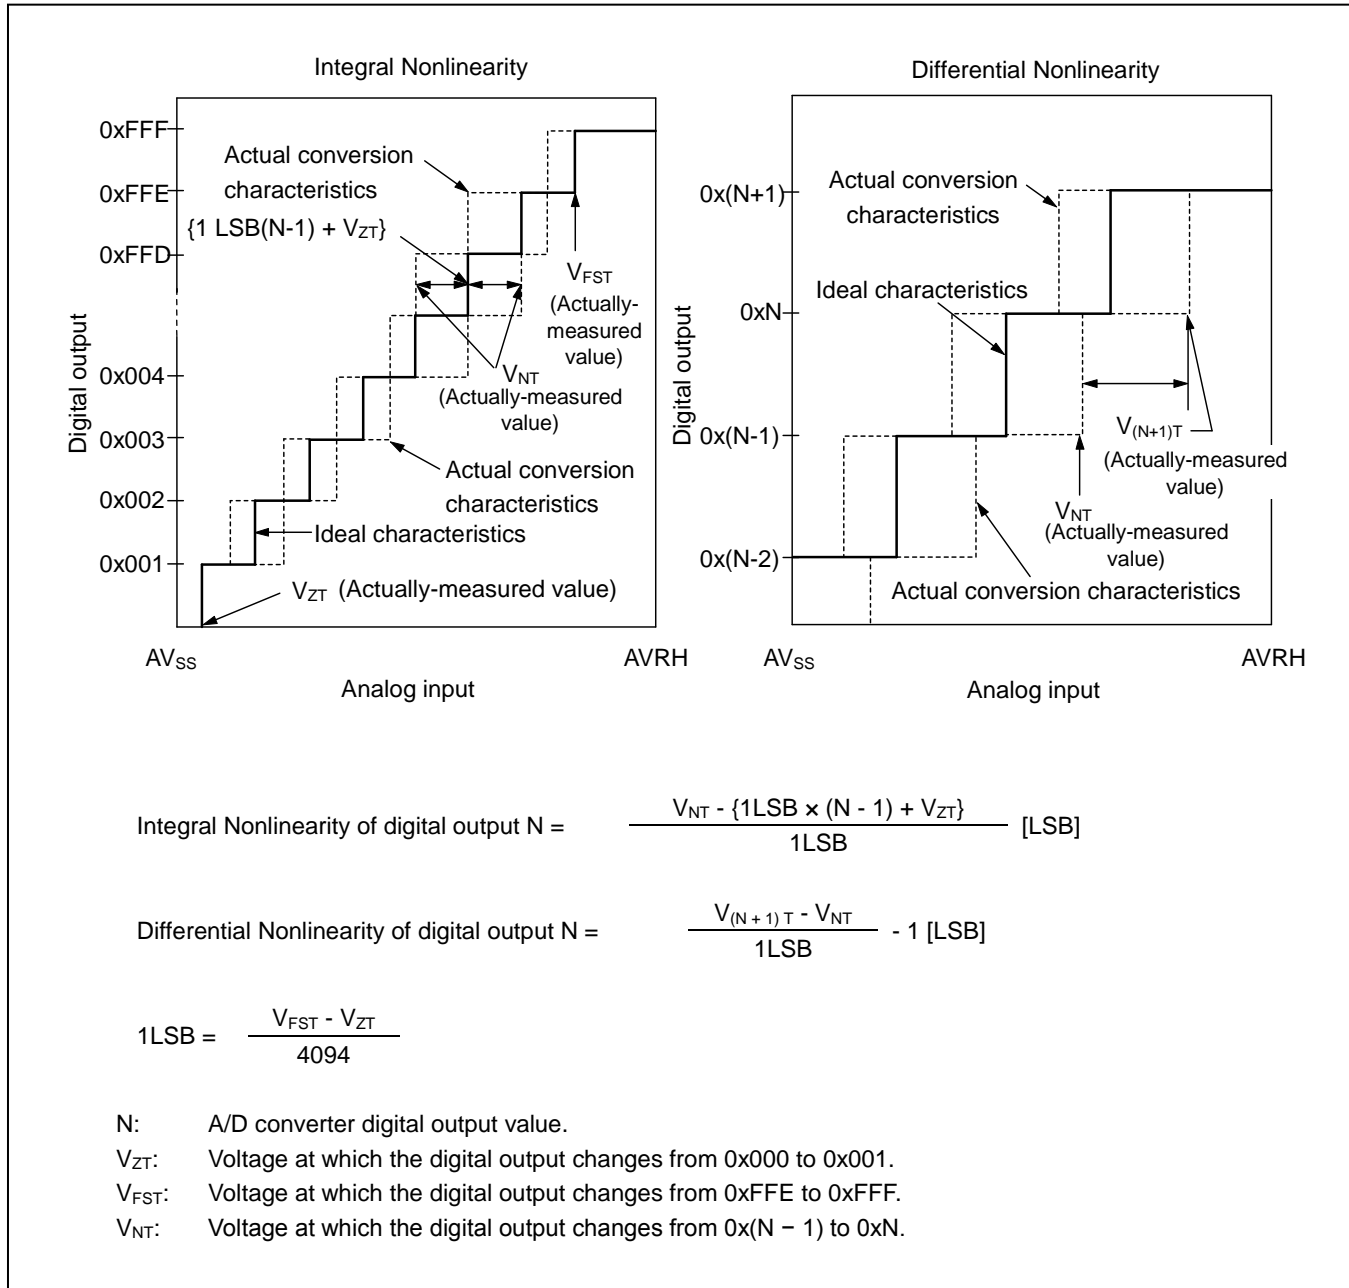 Integral Nonlinearity
0xFFF
0xFFE
0xFFD
0x004
0x003
0x002
0x001
Digital output
Actual conversion
characteristics
{1 LSB(N-1) + VZT}
VFST
(Actually-
measured
value)
VNT
(Actually-measured
value)
Actual conversion
characteristics
Ideal characteristics
VZT (Actually-measured value)
AVSS
AVRH
Analog input
Differential Nonlinearity
0x(N+1)
0xN
0x(N-1)
0x(N-2)
Digital output
Actual conversion
characteristics
Ideal characteristics
V(N+1)T
(Actually-measured
value)
VNT
(Actually-measured
value)
Actual conversion characteristics
AVSS
AVRH
Analog input
Integral Nonlinearity of digital output N = VNT - {1LSB × (N - 1) + VZT} / 1LSB [LSB]
Differential Nonlinearity of digital output N = V(N + 1) T - VNT / 1LSB - 1 [LSB]
1LSB = VFST - VZT / 4094
N: A/D converter digital output value.
VZT: Voltage at which the digital output changes from 0x000 to 0x001.
VFST: Voltage at which the digital output changes from 0xFFE to 0xFFF.
VNT: Voltage at which the digital output changes from 0x(N − 1) to 0xN.